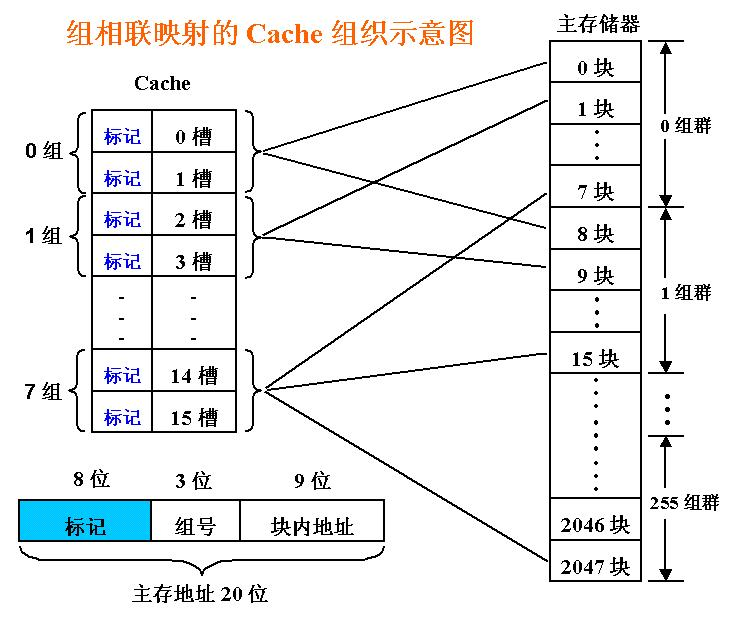 组相联映射的 Cache 组织示意图
主存储器
Cache
0 组
标记 0 槽
标记 1 槽
1 组
标记 2 槽
标记 3 槽
7 组
标记 14 槽
标记 15 槽
0 块
1 块
7 块
8 块
9 块
15 块
2046 块
2047 块
0 组群
1 组群
255 组群
8 位 3 位 9 位
标记 组号 块内地址
主存地址 20 位